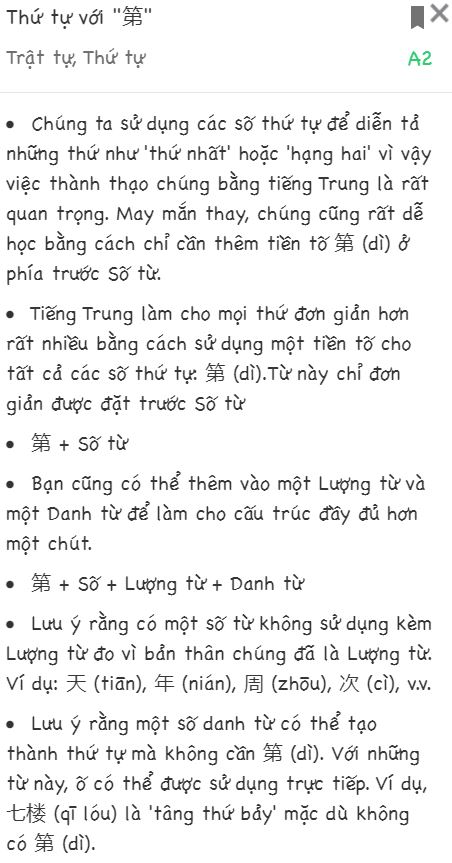 Thứ tự với "第"
Trật tự, Thứ tự
A2
• Chúng ta sử dụng các số thứ tự để diễn tả
những thứ như 'thứ nhất' hoặc 'hạng hai' vì vậy
việc thành thạo chúng bằng tiếng Trung là rất
quan trọng. May mắn thay, chúng cũng rất dễ
học bằng cách chỉ cần thêm tiền tố 第 (dì) ở
phía trước Số từ.
• Tiếng Trung làm cho mọi thứ đơn giản hơn
rất nhiều bằng cách sử dụng một tiền tố cho
tất cả các số thứ tự: 第 (dì).Từ này chỉ đơn
giản được đặt trước Số từ
• 第 + Số từ
• Bạn cũng có thể thêm vào một Lượng từ và
một Danh từ để làm cho cấu trúc đầy đủ hơn
một chút.
• 第 + Số + Lượng từ + Danh từ
• Lưu ý rằng có một số từ không sử dụng kèm
Lượng từ đo vì bản thân chúng đã là Lượng từ.
Ví dụ: 天 (tiān), 年 (nián), 周 (zhōu), 次 (cì), v.v.
• Lưu ý rằng một số danh từ có thể tạo
thành thứ tự mà không cần 第 (dì). Với những
từ này, ố có thể được sử dụng trực tiếp. Ví dụ,
七楼 (qī lóu) là 'tâng thứ bảy' mặc dù không
có 第 (dì).